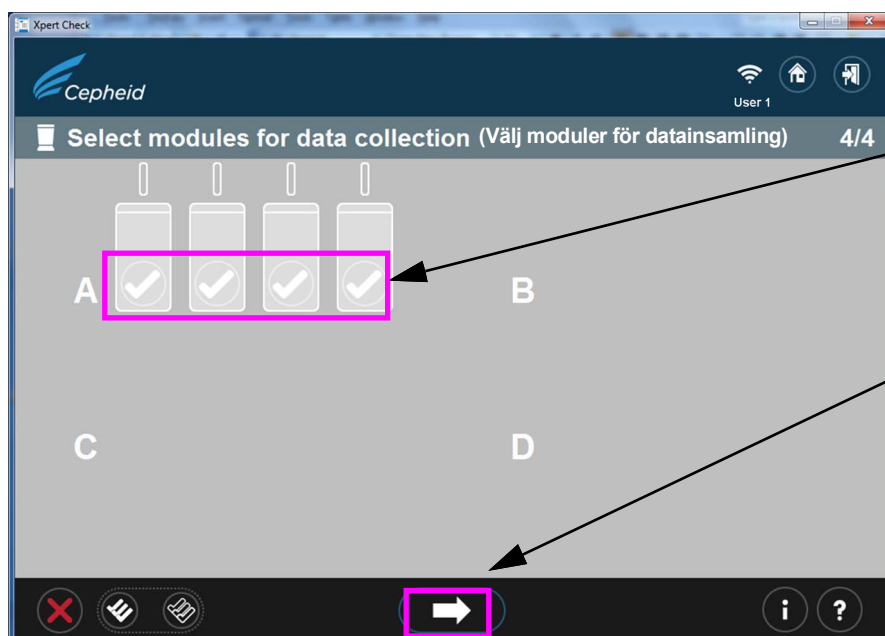 Xpert Check
Cepheid
User 1
Select modules for data collection (Välj moduler för datainsamling) 4/4
A
B
C
D
i ?